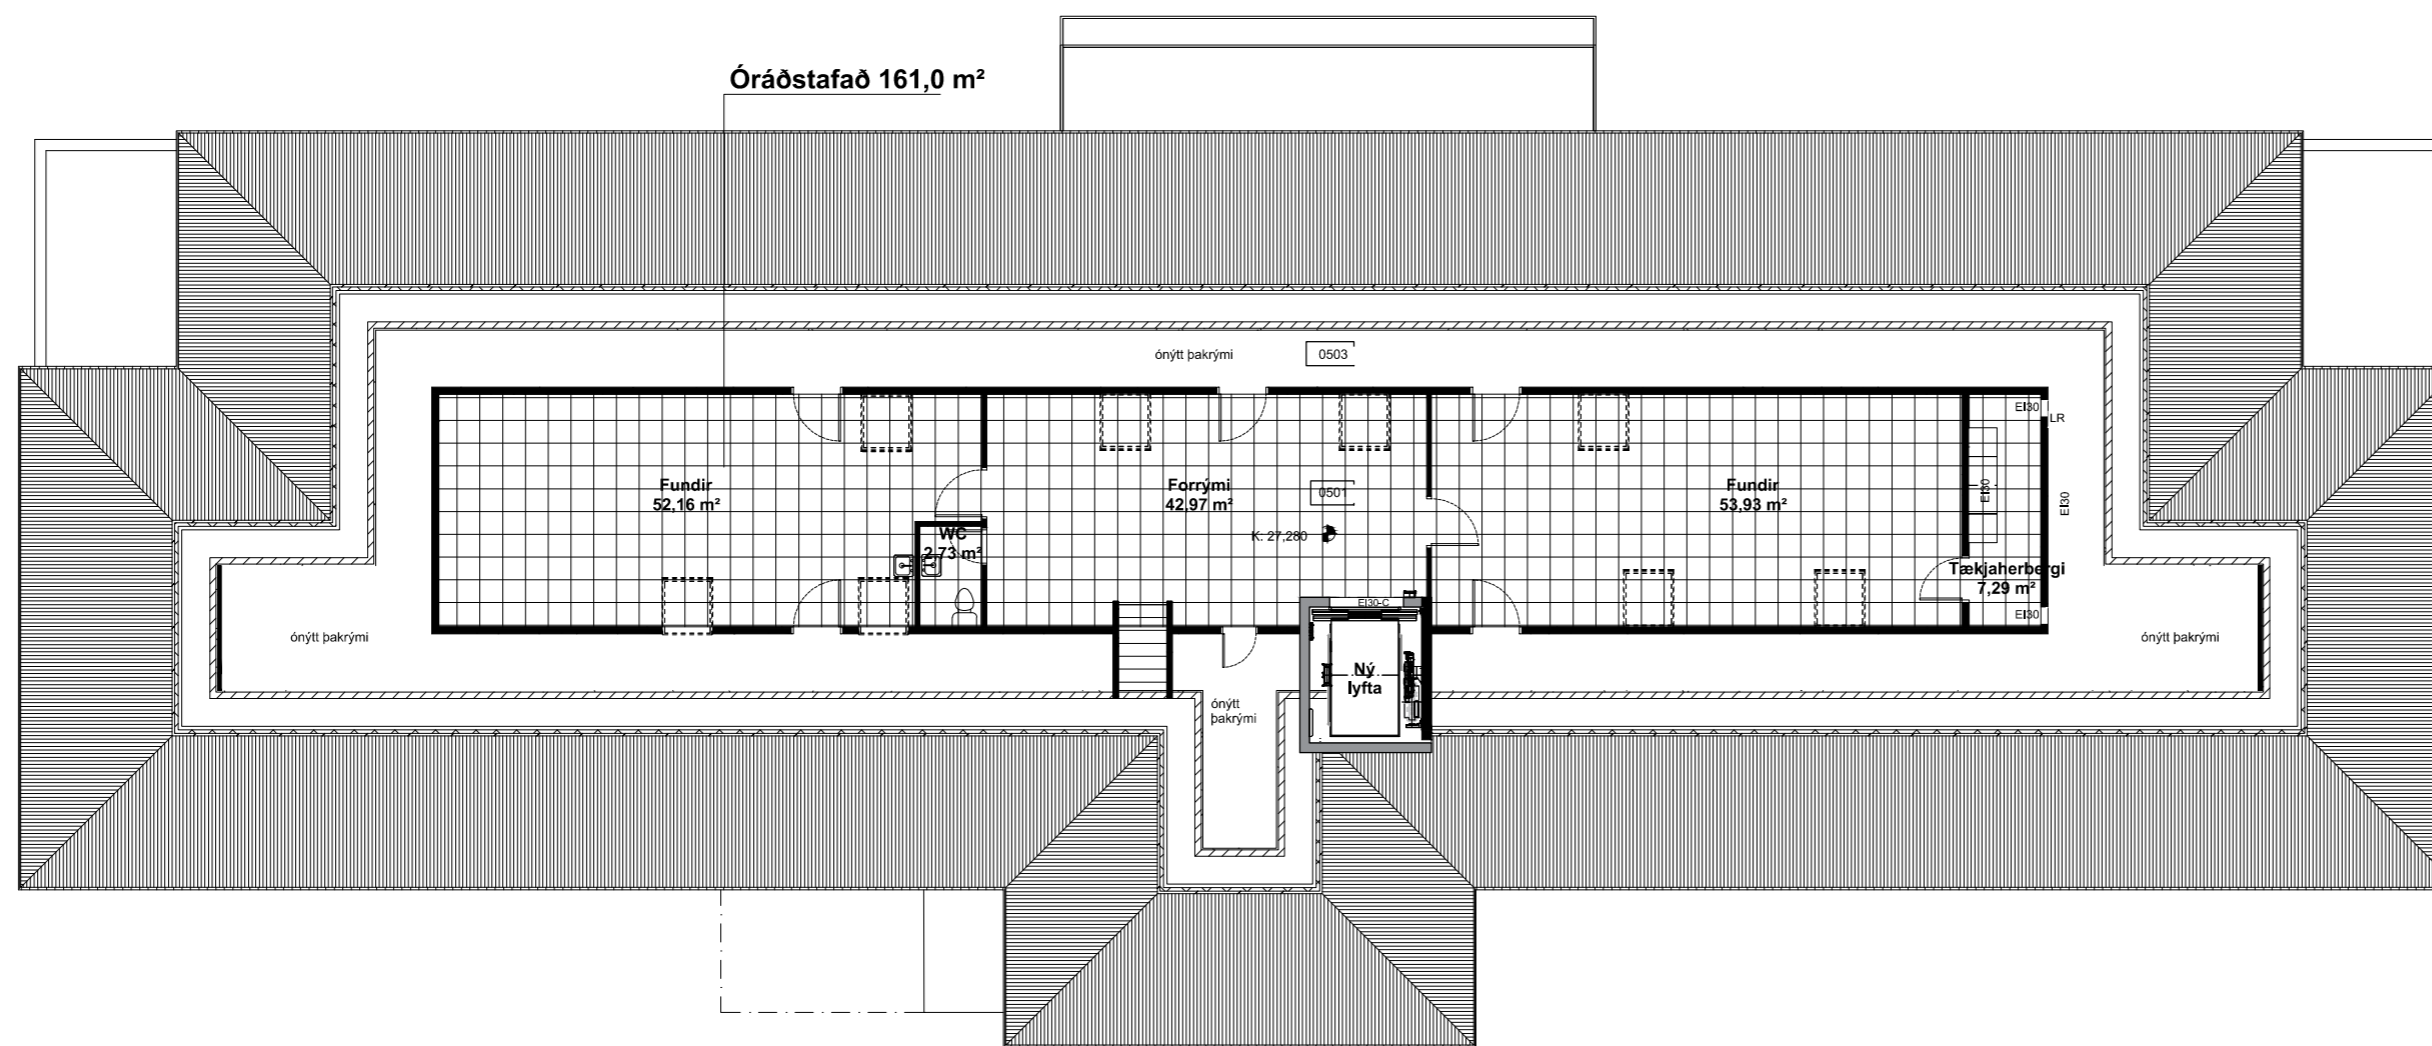 Óráðstafað 161,0 m²
ónýtt þakrými
0503
EI30
LR
Fundir
52,16 m²
Forrými
42,97 m²
0501
Fundir
53,93 m²
EI30
EI30
WC
2,73 m²
K: 27,280
Tækjaherbergi
7,29 m²
EI30-C
EI30
ónýtt þakrými
ónýtt þakrými
Ný
lyfta
ónýtt
þakrými